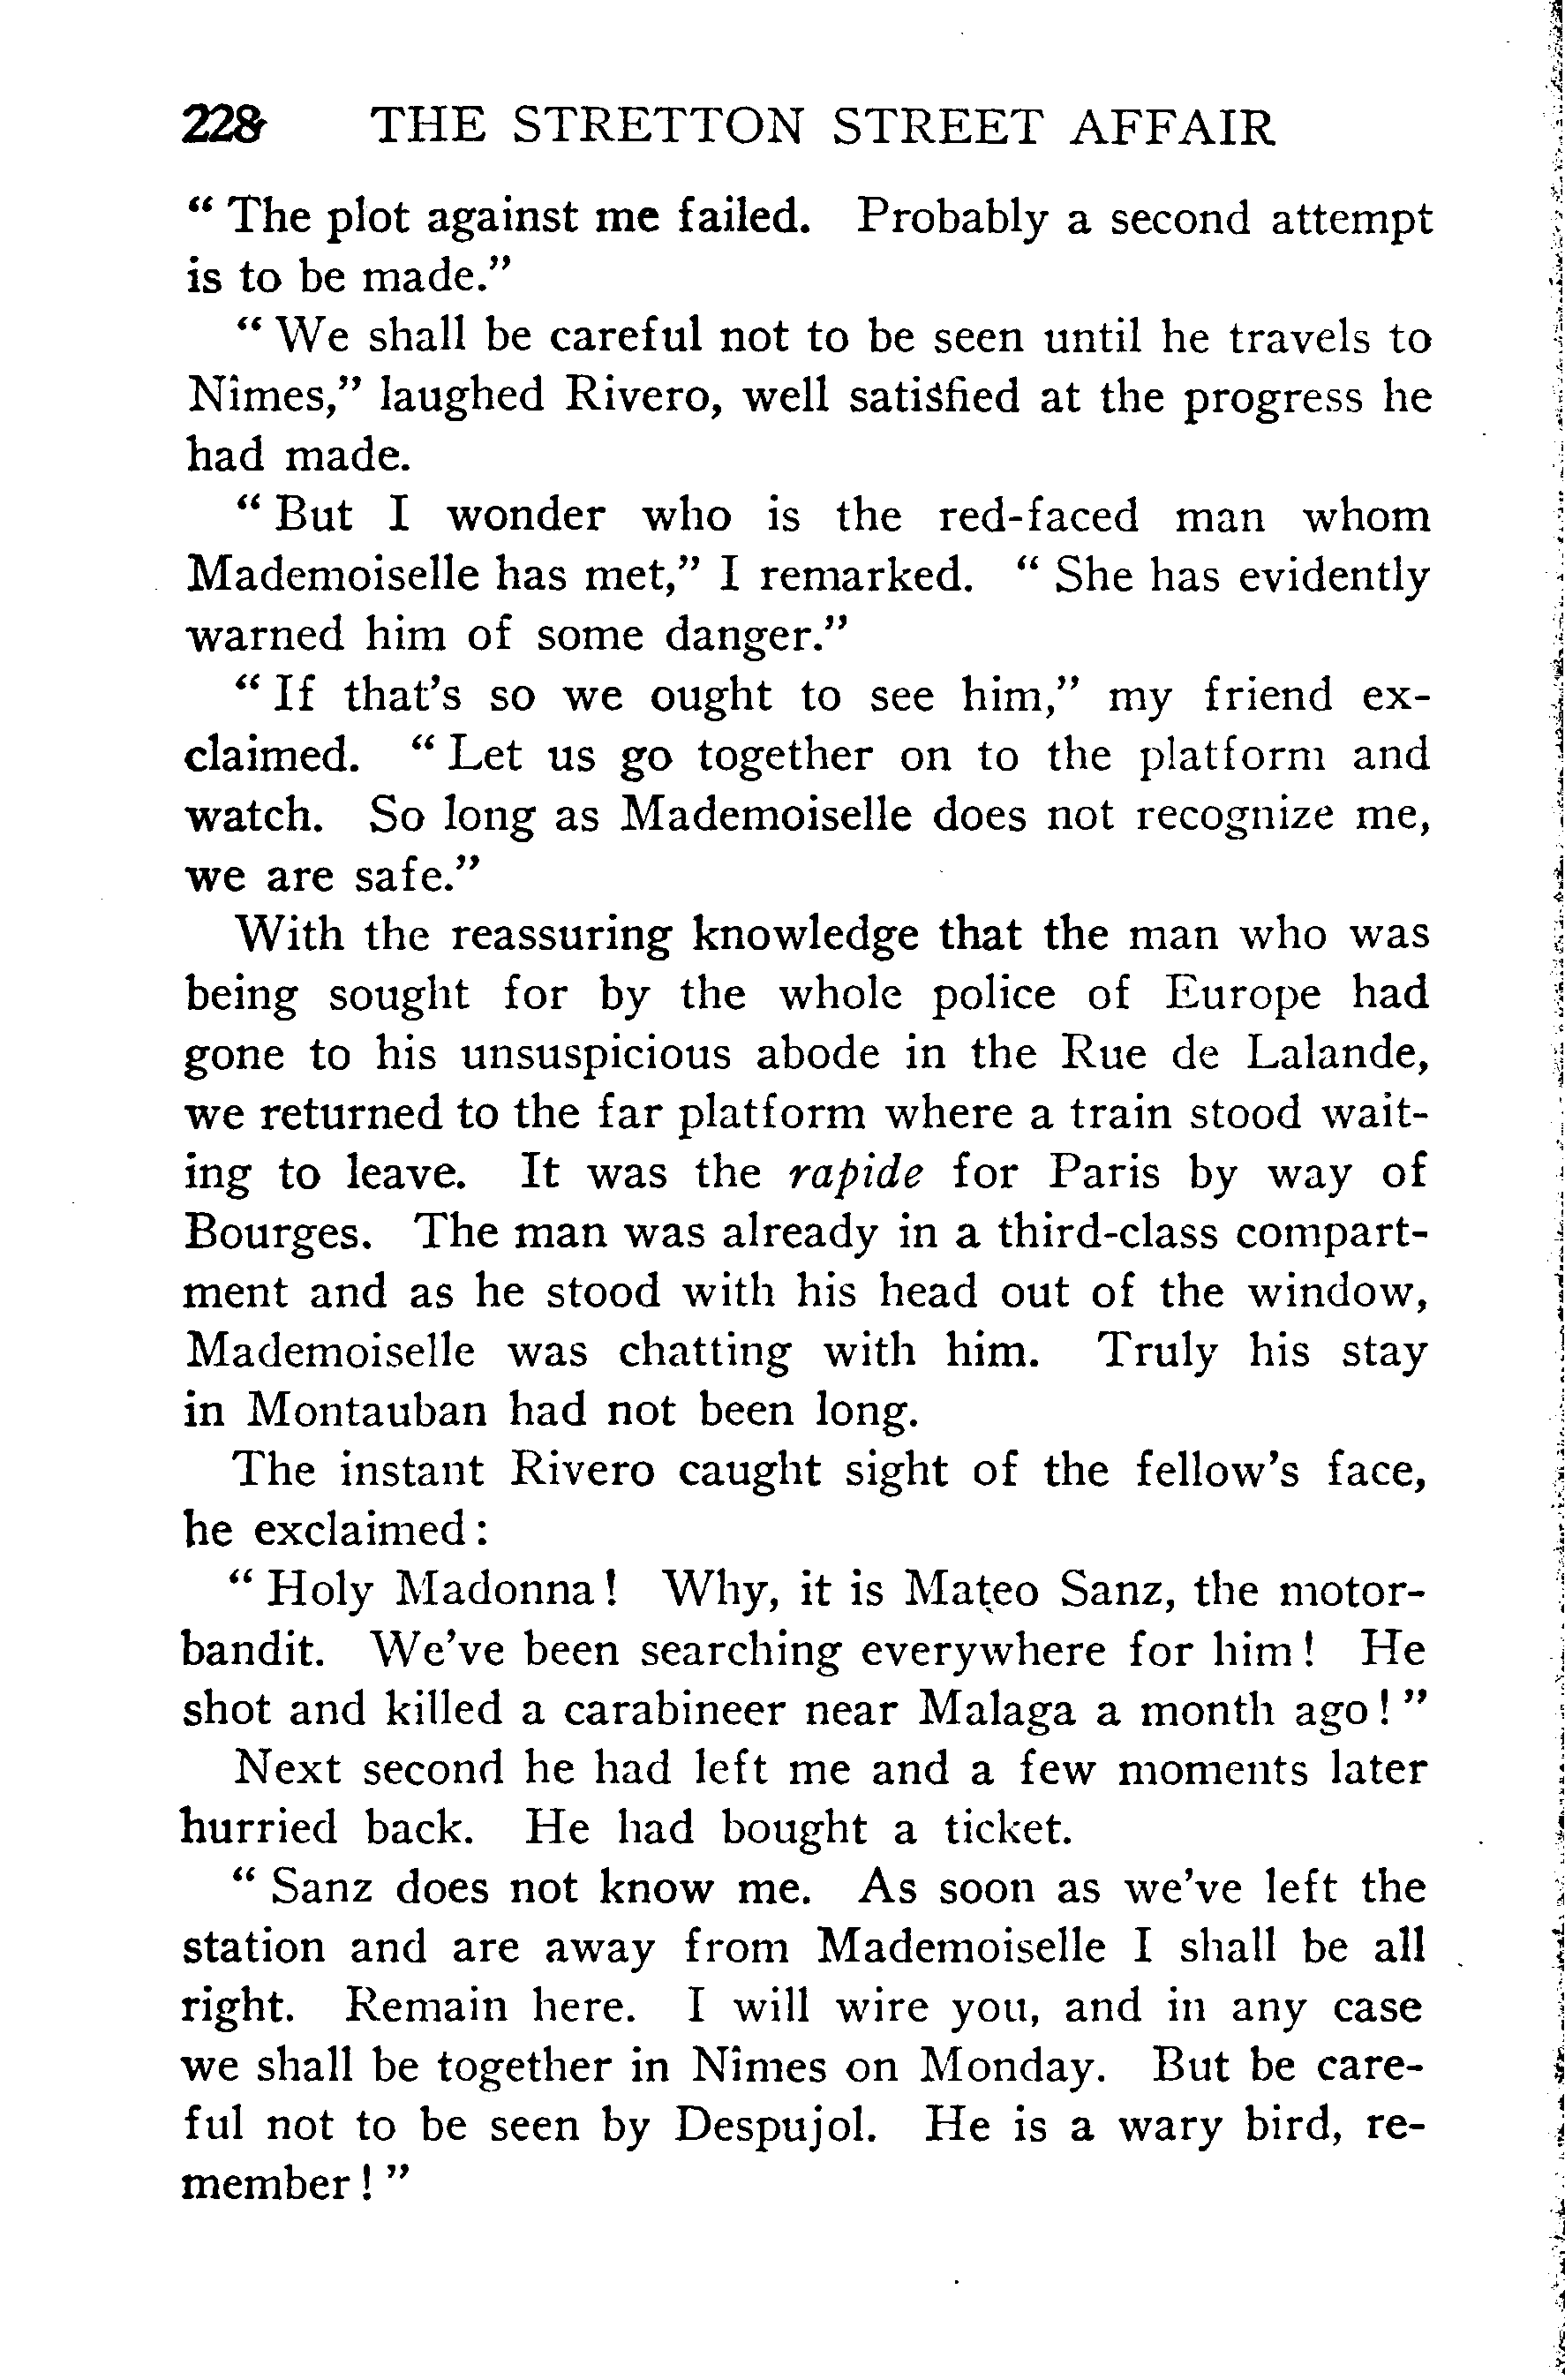 228 THE STRETTON STREET AFFAIR
“ The plot against me failed. Probably a second attempt
is to be made.”
“ We shall be careful not to be seen until he travels to
Nimes,” laughed Rivero, well satisfied at the progress he
had made.
“ But I wonder who is the red-faced man whom
Mademoiselle has met,” I remarked. “ She has evidently
warned him of some danger.”
“ If that’s so we ought to see him,” my friend ex-
claimed. “ Let us go together on to the platform and
watch. So long as Mademoiselle does not recognize me,
we are safe.”
With the reassuring knowledge that the man who was
being sought for by the whole police of Europe had
gone to his unsuspicious abode in the Rue de Lalande,
we returned to the far platform where a train stood wait-
ing to leave. It was the rapide for Paris by way of
Bourges. The man was already in a third-class compart-
ment and as he stood with his head out of the window,
Mademoiselle was chatting with him. Truly his stay
in Montauban had not been long.
The instant Rivero caught sight of the fellow’s face,
he exclaimed :
“ Holy Madonna ! Why, it is Mateo Sanz, the motor-
bandit. We’ve been searching everywhere for him ! He
shot and killed a carabineer near Malaga a month ago ! ”
Next second he had left me and a few moments later
hurried back. He had bought a ticket.
“ Sanz does not know me. As soon as we’ve left the
station and are away from Mademoiselle I shall be all
right. Remain here. I will wire you, and in any case
we shall be together in Nîmes on Monday. But be care-
ful not to be seen by Despujol. He is a wary bird, re-
member ! ”